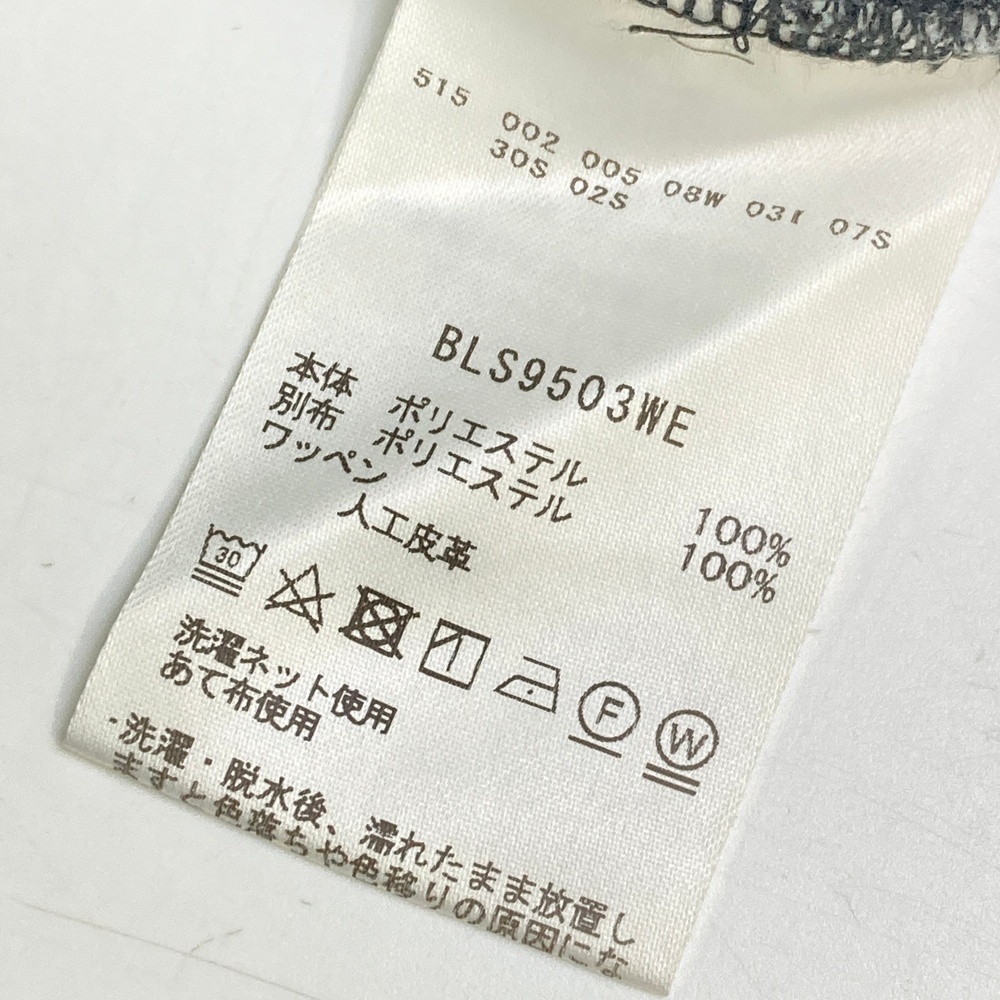 515
002 005 08W 03I 07S
30S 02S
BLS9503WE
本体 ポリエステル 100%
別布 ポリエステル 100%
ワッペン
人工皮革
30
F W
洗濯ネット使用
あて布使用
・洗濯・脱水後、濡れたまま放置し
ますと色落ちや色移りの原因にな